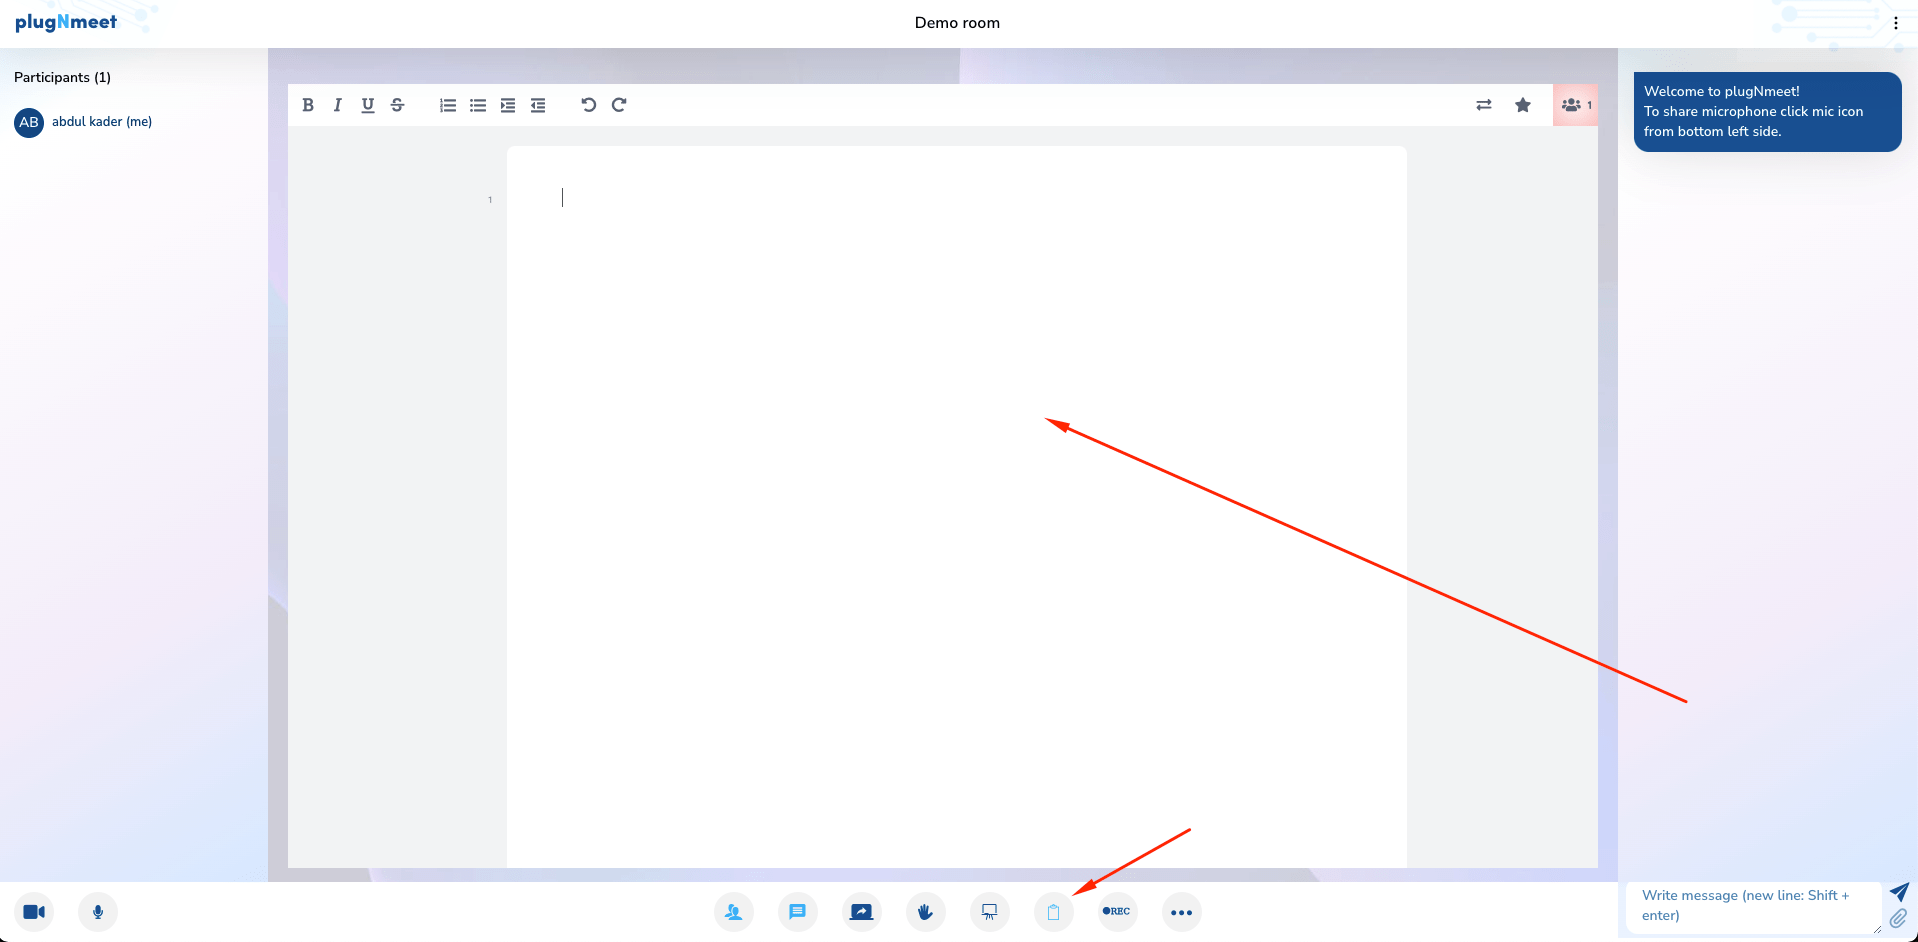 plugNmeet
Demo room
Participants (1)
AB
abdul kader (me)
B I U S
1
1
Welcome to plugNmeet!
To share microphone click mic icon
from bottom left side.
REC
Write message (new line: Shift +
enter)